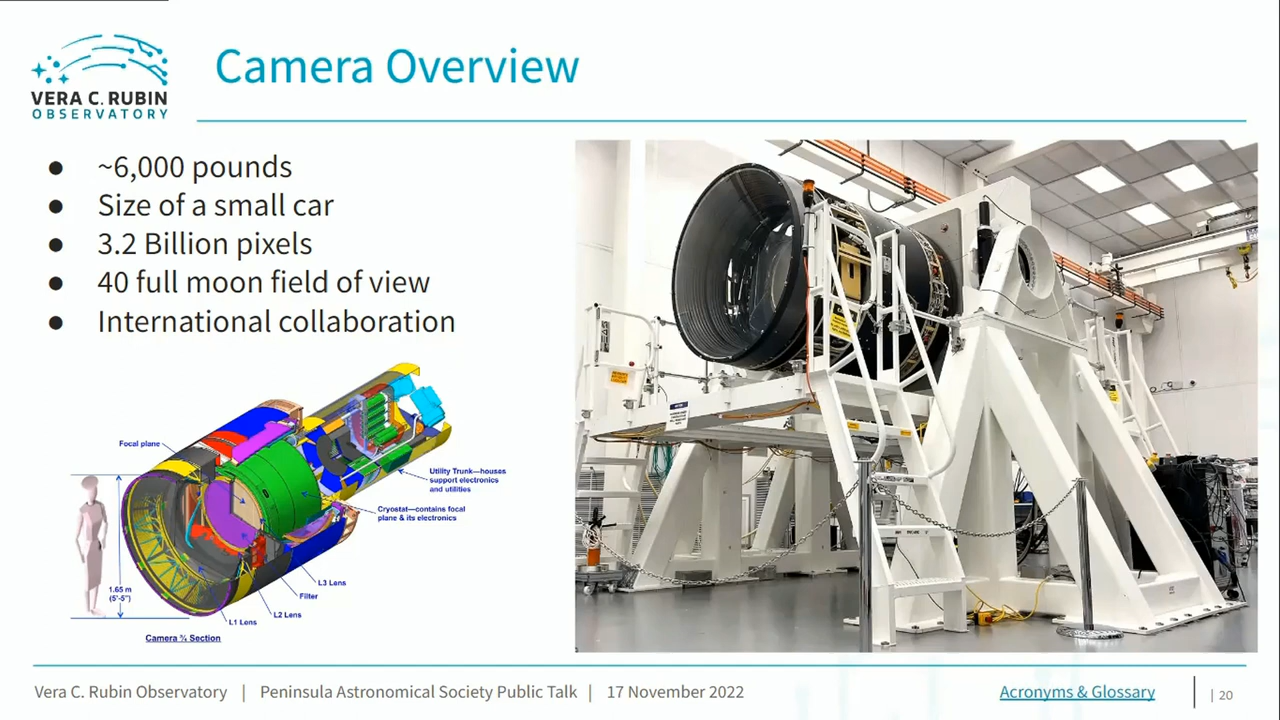 VERA C. RUBIN
OBSERVATORY
Camera Overview
● ~6,000 pounds
● Size of a small car
● 3.2 Billion pixels
● 40 full moon field of view
● International collaboration
Focal plane
Utility Trunk—houses
support electronics
and utilities
Cryostat—contains focal
plane & its electronics
1.65 m
(5'-5")
L3 Lens
Filter
L2 Lens
L1 Lens
Camera ¾ Section
Vera C. Rubin Observatory | Peninsula Astronomical Society Public Talk | 17 November 2022
Acronyms & Glossary
| 20